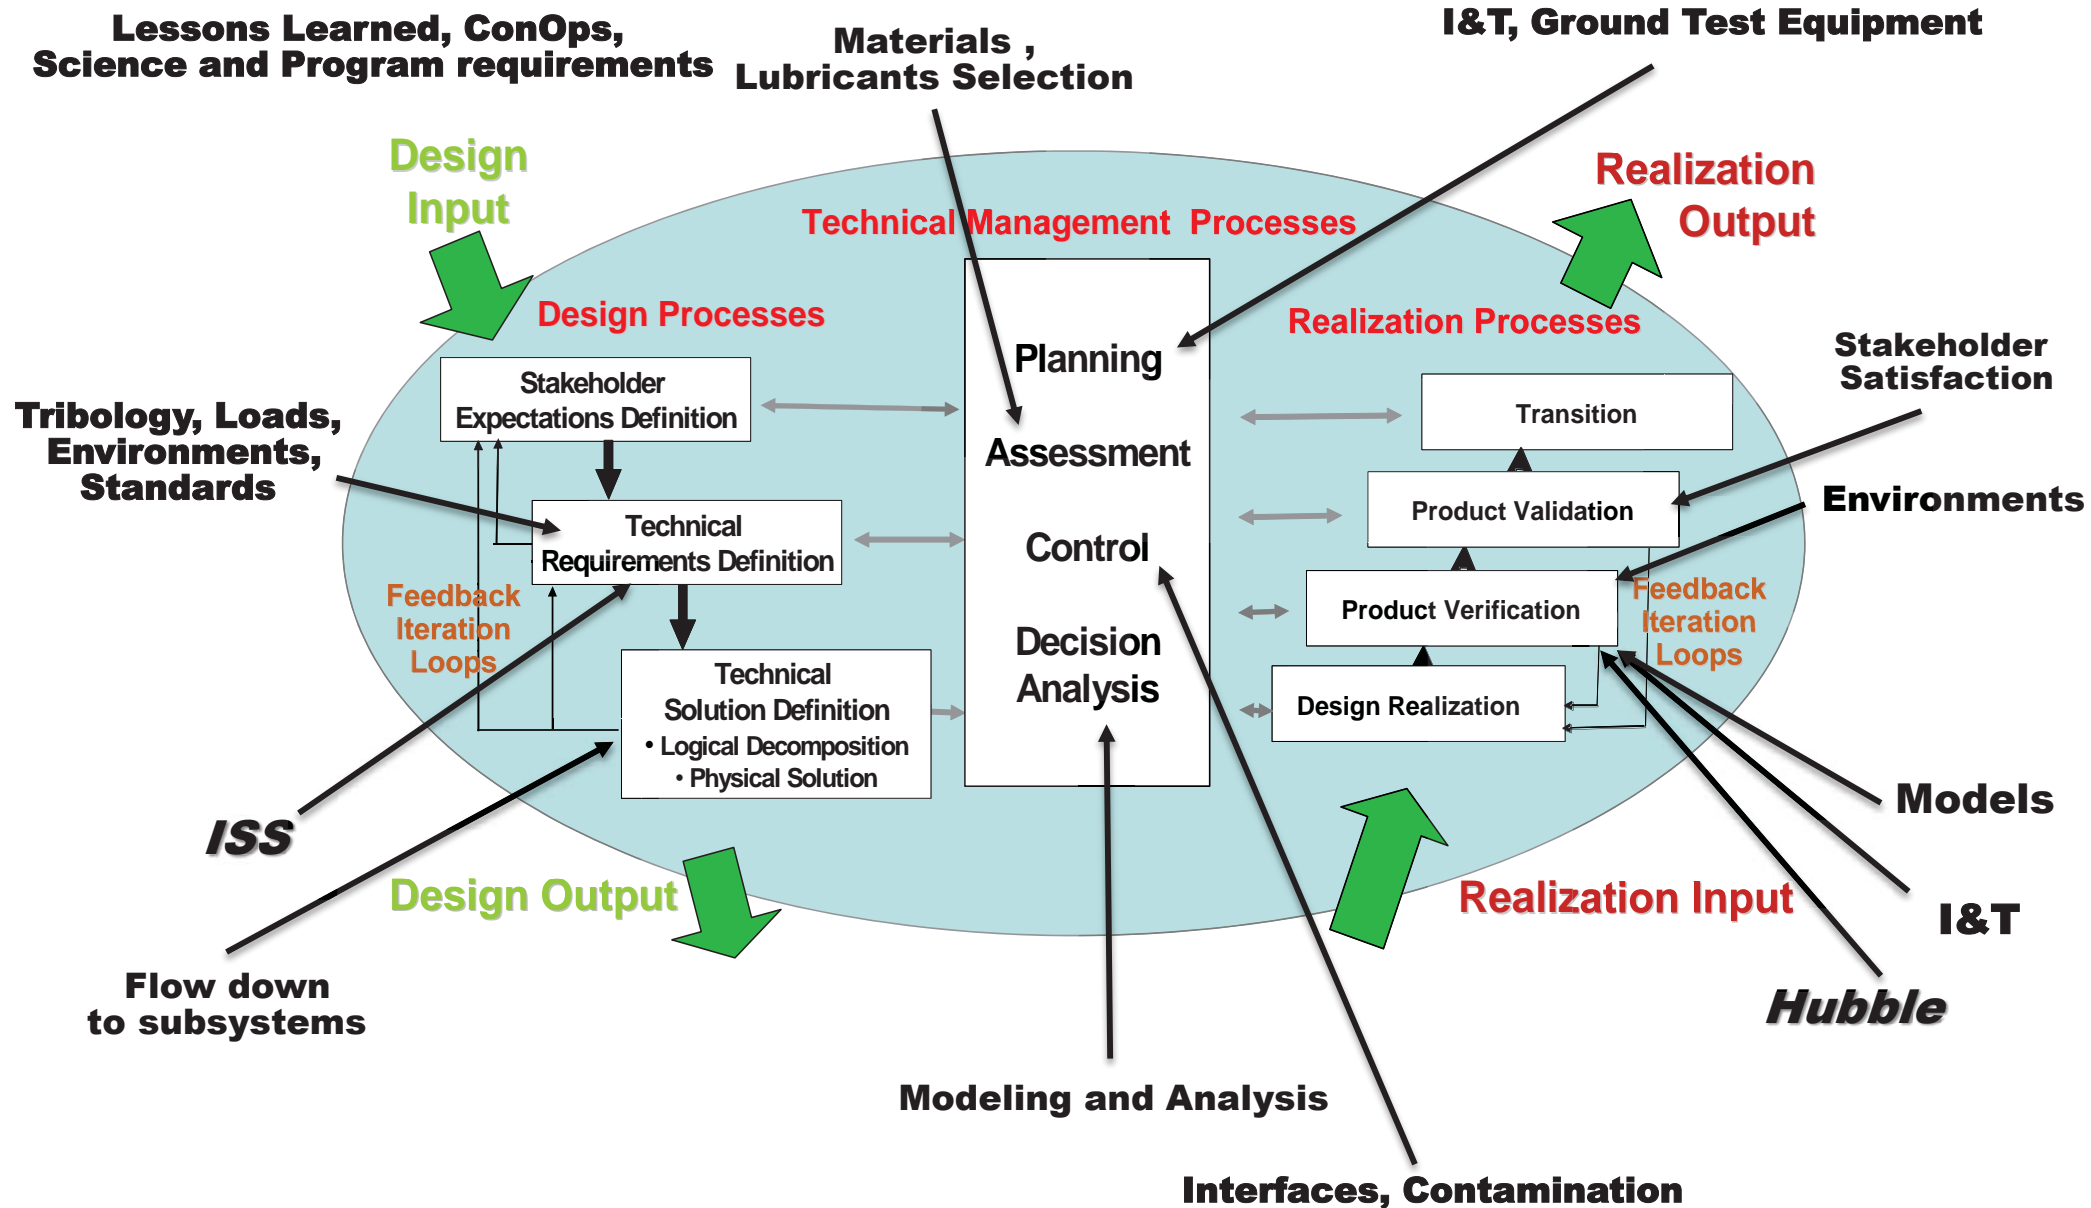 Lessons Learned, ConOps,
Science and Program requirements
Materials ,
Lubricants Selection
I&T, Ground Test Equipment
Design
Input
Realization
Output
Technical Management  Processes
Design Processes
Realization Processes
Stakeholder
Expectations Definition
Technical
Requirements Definition
Technical
Solution Definition
• Logical Decomposition
• Physical Solution
Feedback
Iteration
Loops
Planning
Assessment
Control
Decision
Analysis
Transition
Product Validation
Product Verification
Design Realization
Feedback
Iteration
Loops
Tribology, Loads,
Environments,
Standards
Stakeholder
Satisfaction
Environments
ISS
Models
Design Output
Realization Input
I&T
Flow down
to subsystems
Hubble
Modeling and Analysis
Interfaces, Contamination